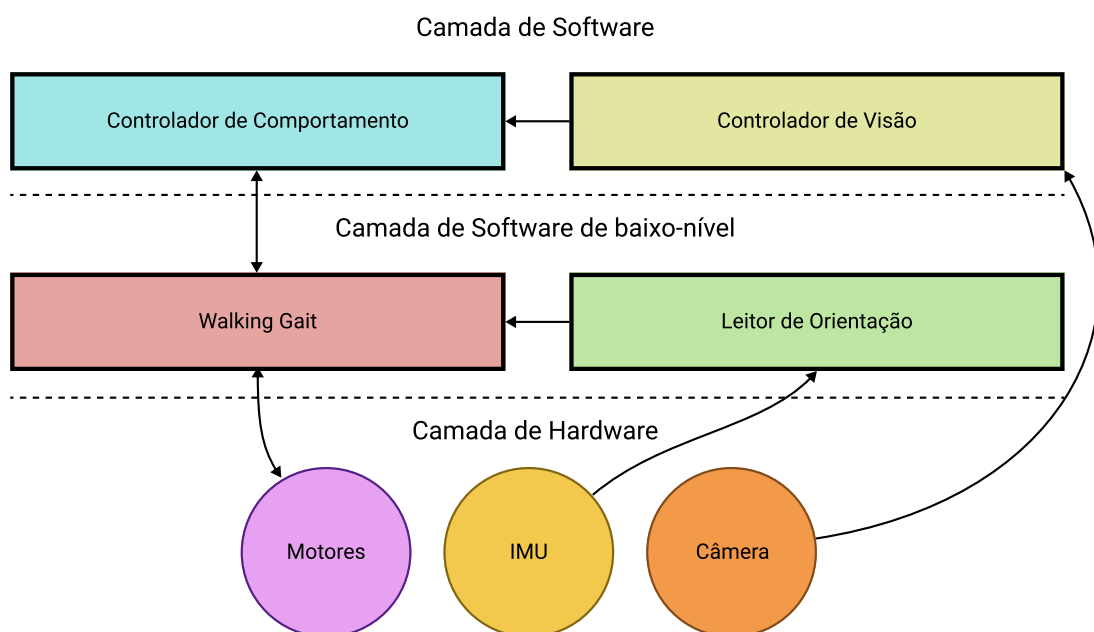 Camada de Software
Controlador de Comportamento
Controlador de Visão
Camada de Software de baixo-nível
Walking Gait
Leitor de Orientação
Camada de Hardware
Motores
IMU
Câmera